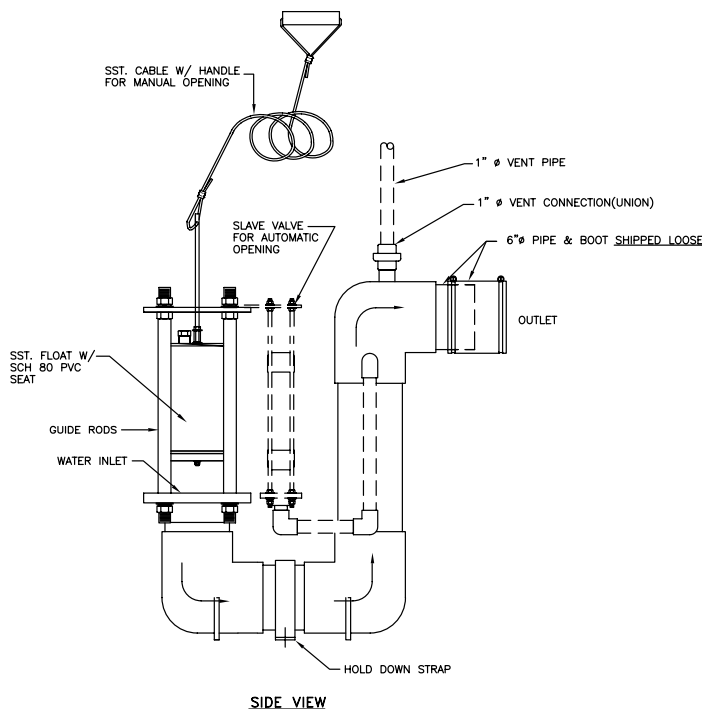 SST. CABLE W/ HANDLE
FOR MANUAL OPENING
1" ø VENT PIPE
1" ø VENT CONNECTION(UNION)
SLAVE VALVE
FOR AUTOMATIC
OPENING
6"ø PIPE & BOOT SHIPPED LOOSE
OUTLET
SST. FLOAT W/
SCH 80 PVC
SEAT
GUIDE RODS
WATER INLET
HOLD DOWN STRAP
SIDE VIEW